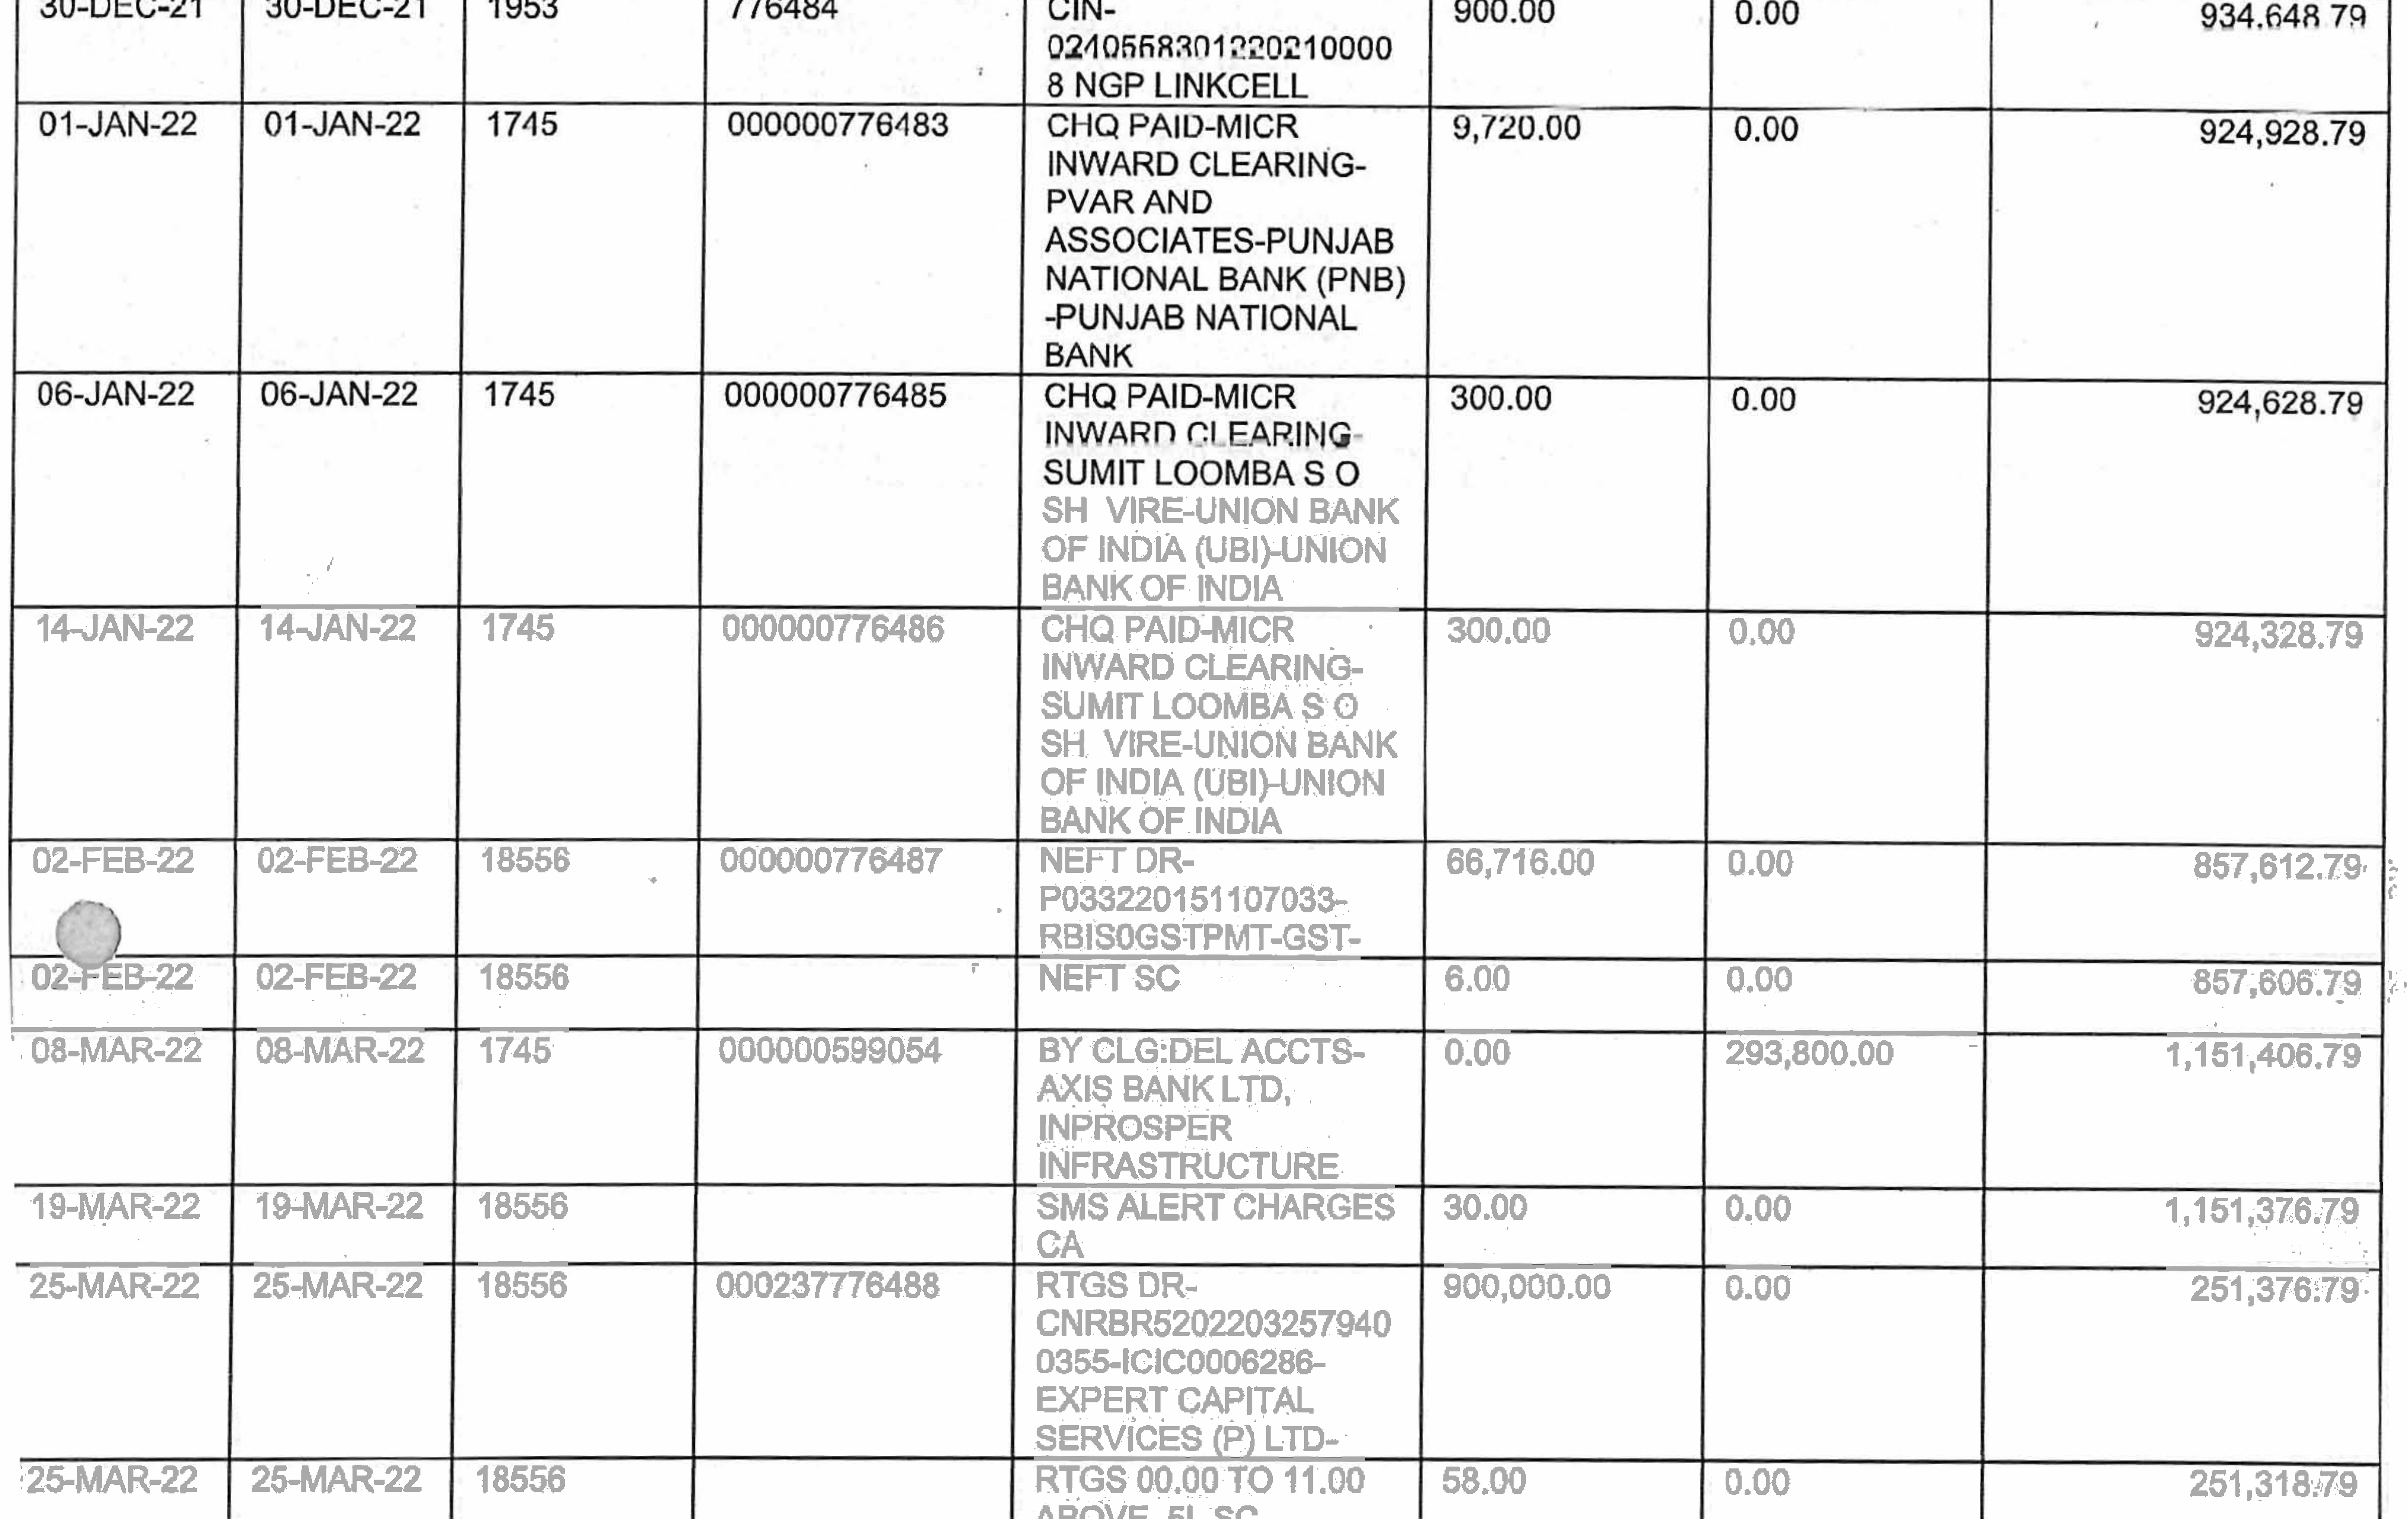 30-DEC-21 30-DEC-21 1953 776484 CIN- 900.00 0.00 934,648.79
8 NGP LINKCELL
01-JAN-22 01-JAN-22 1745 000000776483 CHQ PAID-MICR 9,720.00 0.00 924,928.79
INWARD CLEARING-
PVAR AND
ASSOCIATES-PUNJAB
NATIONAL BANK (PNB)
-PUNJAB NATIONAL
BANK
06-JAN-22 06-JAN-22 1745 000000776485 CHQ PAID-MICR 300.00 0.00 924,628.79
INWARD CLEARING-
SUMIT LOOMBA S O
SH VIRE-UNION BANK
OF INDIA (UBI)-UNION
BANK OF INDIA
14-JAN-22 14-JAN-22 1745 000000776486 CHQ PAID-MICR 300.00 0.00 924,328.79
INWARD CLEARING-
SUMIT LOOMBA S O
SH VIRE-UNION BANK
OF INDIA (UBI)-UNION
BANK OF INDIA
02-FEB-22 02-FEB-22 18556 000000776487 NEFT DR- 66,716.00 0.00 857,612.79
P033220151107033-
RBIS0GSTPMT-GST-
02-FEB-22 02-FEB-22 18556 NEFT SC 6.00 0.00 857,606.79
08-MAR-22 08-MAR-22 1745 000000599054 BY CLG:DEL ACCTS- 0.00 293,800.00 1,151,406.79
AXIS BANK LTD,
INPROSPER
INFRASTRUCTURE
19-MAR-22 19-MAR-22 18556 SMS ALERT CHARGES 30.00 0.00 1,151,376.79
CA
25-MAR-22 25-MAR-22 18556 000237776488 RTGS DR- 900,000.00 0.00 251,376.79
CNRBR5202203257940
0355-ICIC0006286-
EXPERT CAPITAL
SERVICES (P) LTD-
25-MAR-22 25-MAR-22 18556 RTGS 00.00 TO 11.00 58.00 0.00 251,318.79
ABOVE 5L SC